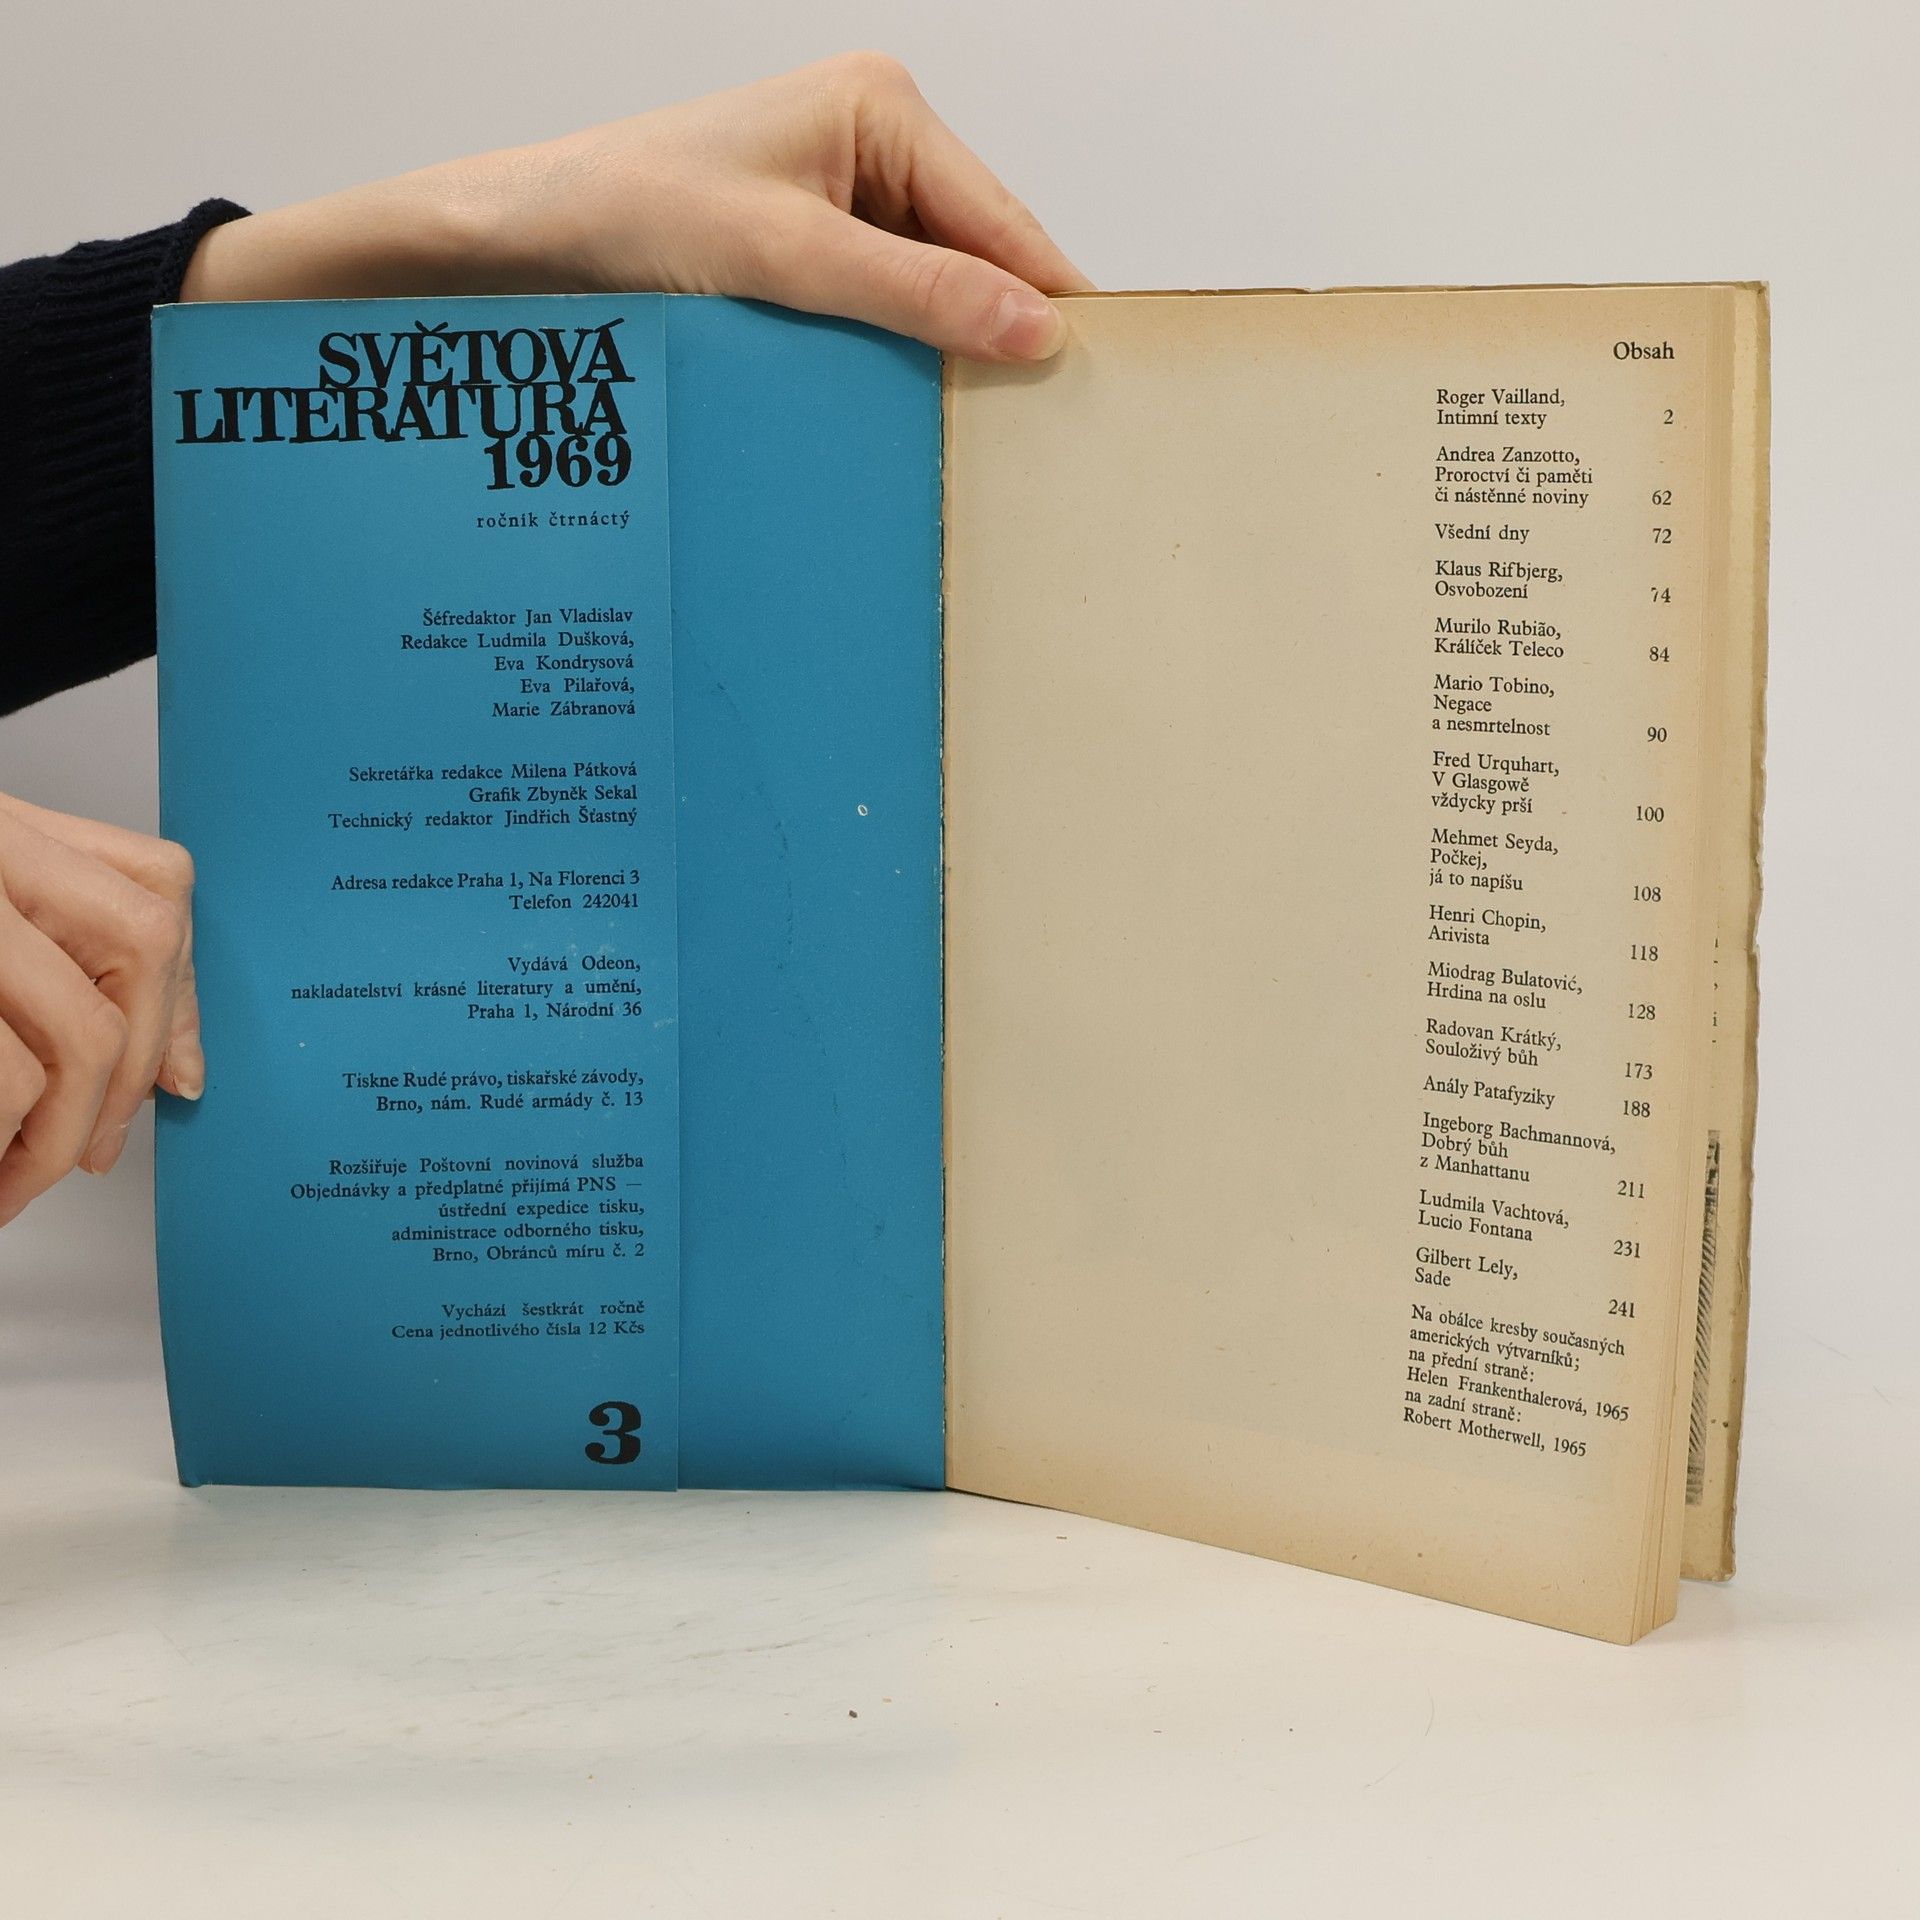 SVĚTOVÁ
LITERATURA
1969
ročník čtrnáctý
Šéfredaktor Jan Vladislav
Redakce Ludmila Dušková,
Eva Kondrysová
Eva Pilařová,
Marie Zábranová
Sekretářka redakce Milena Pátková
Grafik Zbyněk Sekal
Technický redaktor Jindřich Šťastný
Adresa redakce Praha 1, Na Florenci 3
Telefon 242041
Vydává Odeon,
nakladatelství krásné literatury a umění,
Praha 1, Národní 36
Tiskne Rudé právo, tiskařské závody,
Brno, nám. Rudé armády č. 13
Rozšiřuje Poštovní novinová služba
Objednávky a předplatné přijímá PNS —
ústřední expedice tisku,
administrace odborného tisku,
Brno, Obránců míru č. 2
Vychází šestkrát ročně
Cena jednotlivého čísla 12 Kčs
3
Obsah
Roger Vailland,
Intimní texty 2
Andrea Zanzotto,
Proroctví či paměti
či nástěnné noviny 62
Všední dny 72
Klaus Rifbjerg,
Osvobození 74
Murilo Rubião,
Králíček Teleco 84
Mario Tobino,
Negace
a nesmrtelnost 90
Fred Urquhart,
V Glasgowě
vždycky prší 100
Mehmet Seyda,
Počkej,
já to napíšu 108
Henri Chopin,
Arivista 118
Miodrag Bulatović,
Hrdina na oslu 128
Radovan Krátký,
Souloživý bůh 173
Anály Patafyziky 188
Ingeborg Bachmannová,
Dobrý bůh
z Manhattanu 211
Ludmila Vachtová,
Lucio Fontana 231
Gilbert Lely,
Sade 241
Na obálce kresby současných
amerických výtvarníků;
na přední straně:
Helen Frankenthalerová, 1965
na zadní straně:
Robert Motherwell, 1965